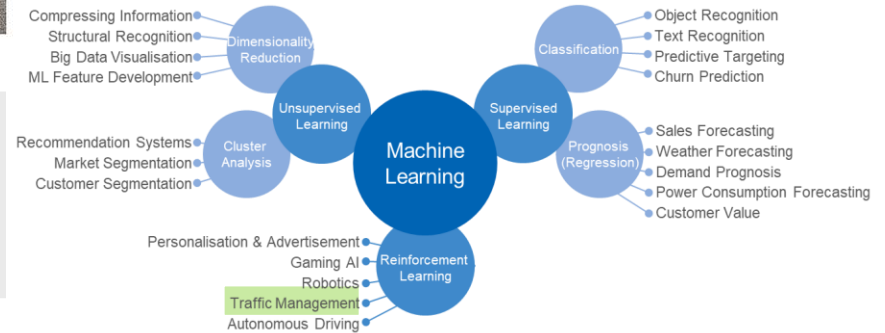 Compressing Information
Structural Recognition
Big Data Visualisation
ML Feature Development
Dimensionality
Reduction
Unsupervised
Learning
Cluster
Analysis
Recommendation Systems
Market Segmentation
Customer Segmentation
Machine
Learning
Supervised
Learning
Classification
Object Recognition
Text Recognition
Predictive Targeting
Churn Prediction
Prognosis
(Regression)
Sales Forecasting
Weather Forecasting
Demand Prognosis
Power Consumption Forecasting
Customer Value
Reinforcement
Learning
Personalisation & Advertisement
Gaming AI
Robotics
Traffic Management
Autonomous Driving